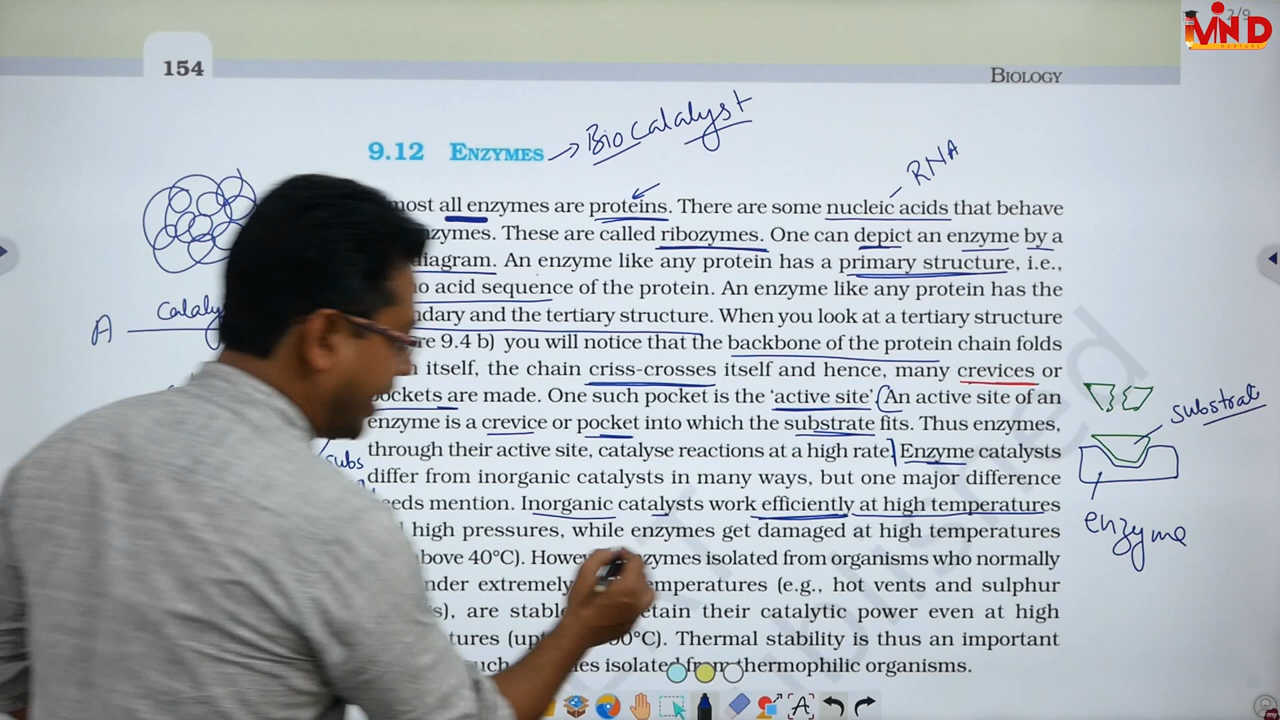 2/9
MIND
NURTURE
154
BIOLOGY
9.12 ENZYMES → Biocatalyst
RNA
most all enzymes are proteins. There are some nucleic acids that behave
nzymes. These are called ribozymes. One can depict an enzyme by a
diagram. An enzyme like any protein has a primary structure, i.e.,
o acid sequence of the protein. An enzyme like any protein has the
ndary and the tertiary structure. When you look at a tertiary structure
A
e 9.4 b) you will notice that the backbone of the protein chain folds
itself, the chain criss-crosses itself and hence, many crevices or
pockets are made. One such pocket is the 'active site'. An active site of an
substrat
enzyme is a crevice or pocket into which the substrate fits. Thus enzymes,
through their active site, catalyse reactions at a high rate. Enzyme catalysts
subs
differ from inorganic catalysts in many ways, but one major difference
eeds mention. Inorganic catalysts work efficiently at high temperatures
enzyme
high pressures, while enzymes get damaged at high temperatures
bove 40°C). However, enzymes isolated from organisms who normally
nder extremely temperatures (e.g., hot vents and sulphur
s), are stable etain their catalytic power even at high
tures (upt 0°C). Thermal stability is thus an important
uch es isolated from thermophilic organisms.